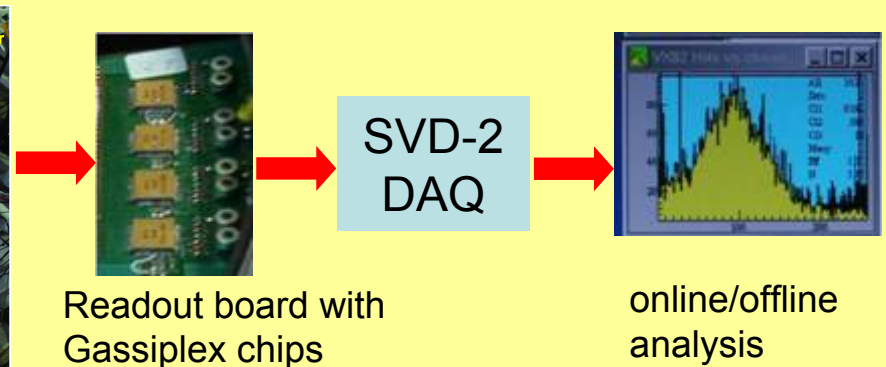 SVD-2
DAQ
Readout board with
Gassiplex chips
online/offline
analysis